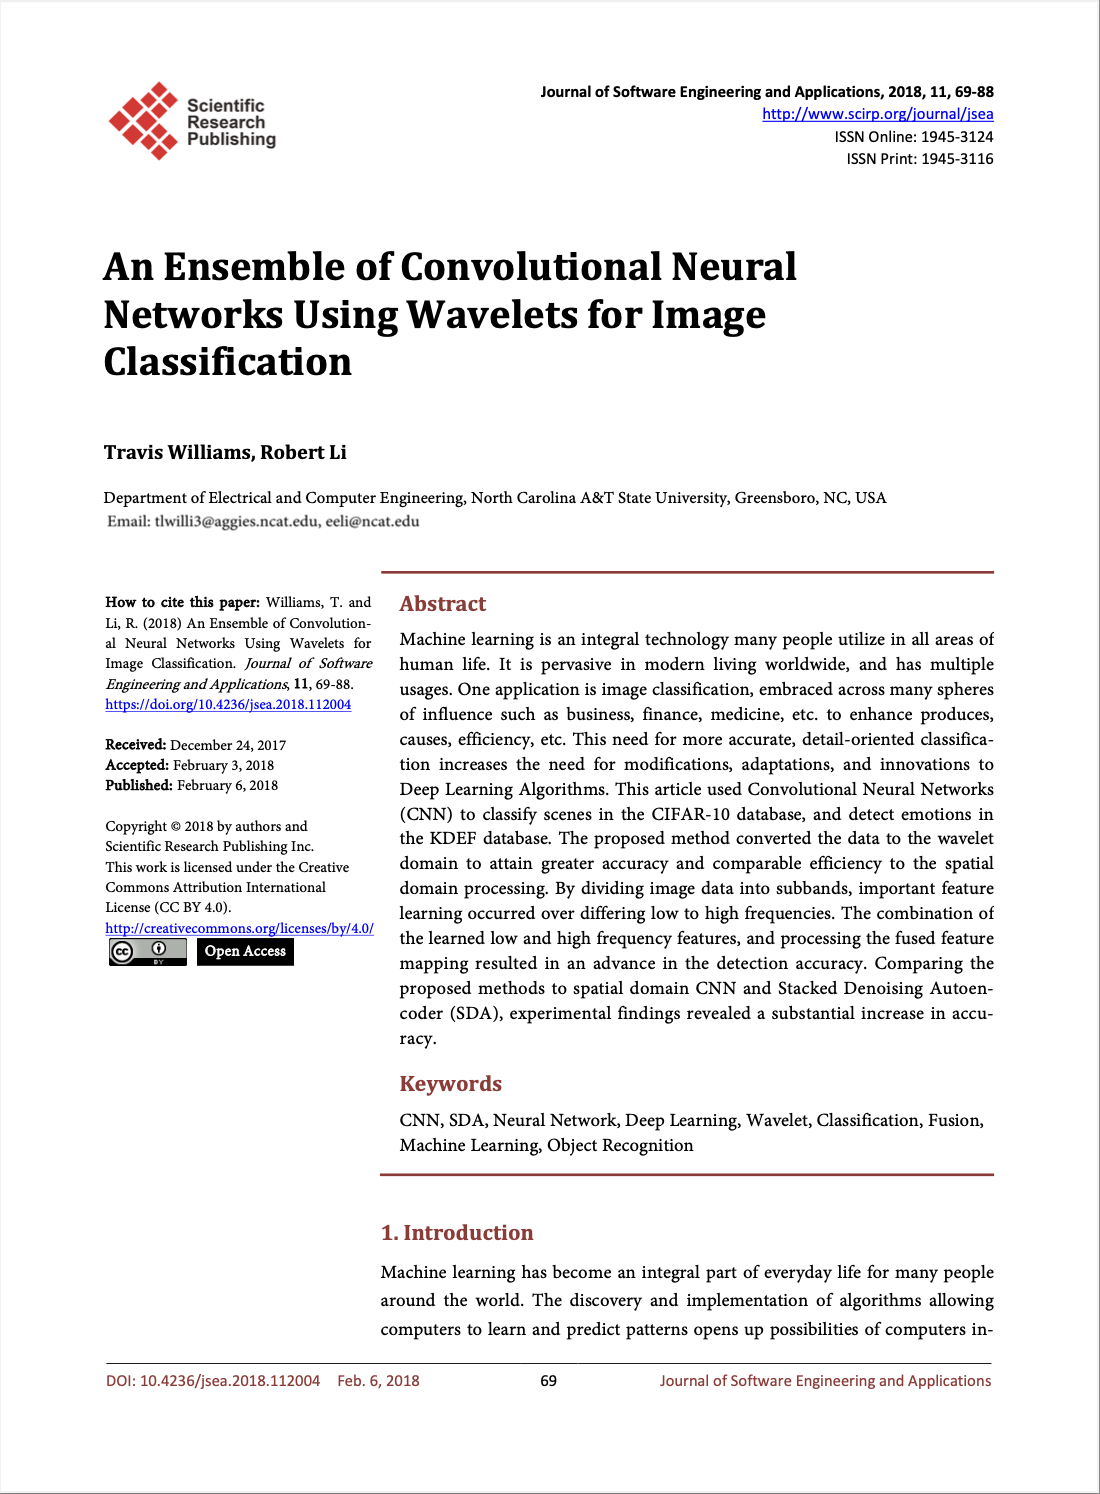 Scientific
Research
Publishing
Journal of Software Engineering and Applications, 2018, 11, 69-88
http://www.scirp.org/journal/jsea
ISSN Online: 1945-3124
ISSN Print: 1945-3116
An Ensemble of Convolutional Neural
Networks Using Wavelets for Image
Classification
Travis Williams, Robert Li
Department of Electrical and Computer Engineering, North Carolina A&T State University, Greensboro, NC, USA
Email: tlwilli3@aggies.ncat.edu, eeli@ncat.edu
How to cite this paper: Williams, T. and
Li, R. (2018) An Ensemble of Convolution-
al Neural Networks Using Wavelets for
Image Classification. Journal of Software
Engineering and Applications, 11, 69-88.
https://doi.org/10.4236/jsea.2018.112004
Received: December 24, 2017
Accepted: February 3, 2018
Published: February 6, 2018
Copyright © 2018 by authors and
Scientific Research Publishing Inc.
This work is licensed under the Creative
Commons Attribution International
License (CC BY 4.0).
http://creativecommons.org/licenses/by/4.0/
cc BY Open Access
Abstract
Machine learning is an integral technology many people utilize in all areas of
human life. It is pervasive in modern living worldwide, and has multiple
usages. One application is image classification, embraced across many spheres
of influence such as business, finance, medicine, etc. to enhance produces,
causes, efficiency, etc. This need for more accurate, detail-oriented classifica-
tion increases the need for modifications, adaptations, and innovations to
Deep Learning Algorithms. This article used Convolutional Neural Networks
(CNN) to classify scenes in the CIFAR-10 database, and detect emotions in
the KDEF database. The proposed method converted the data to the wavelet
domain to attain greater accuracy and comparable efficiency to the spatial
domain processing. By dividing image data into subbands, important feature
learning occurred over differing low to high frequencies. The combination of
the learned low and high frequency features, and processing the fused feature
mapping resulted in an advance in the detection accuracy. Comparing the
proposed methods to spatial domain CNN and Stacked Denoising Autoen-
coder (SDA), experimental findings revealed a substantial increase in accu-
racy.
Keywords
CNN, SDA, Neural Network, Deep Learning, Wavelet, Classification, Fusion,
Machine Learning, Object Recognition
1. Introduction
Machine learning has become an integral part of everyday life for many people
around the world. The discovery and implementation of algorithms allowing
computers to learn and predict patterns opens up possibilities of computers in-
DOI: 10.4236/jsea.2018.112004 Feb. 6, 2018
69
Journal of Software Engineering and Applications